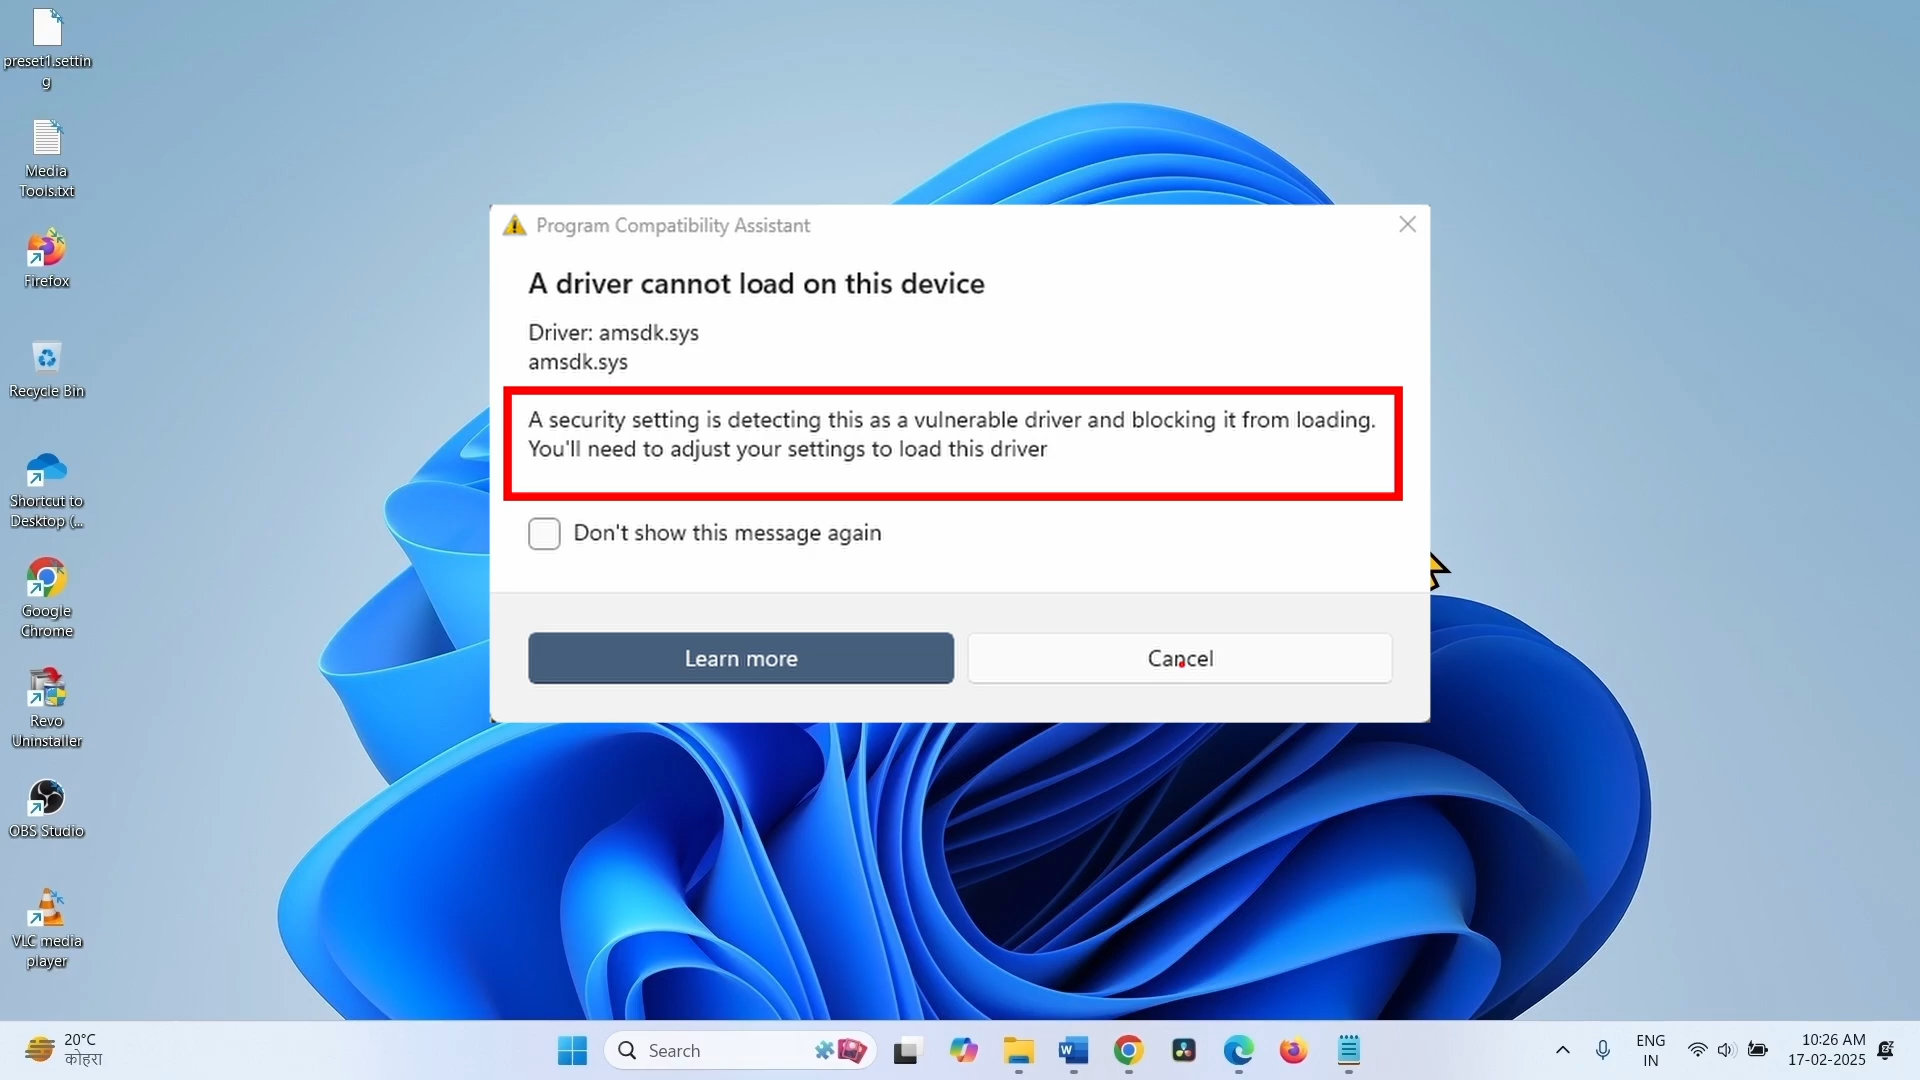 preset1.settin
g
Media
Tools.txt
Firefox
Recycle Bin
Shortcut to
Desktop (...
Google
Chrome
Revo
Uninstaller
OBS Studio
VLC media
player
Program Compatibility Assistant
A driver cannot load on this device
Driver: amsdk.sys
amsdk.sys
A security setting is detecting this as a vulnerable driver and blocking it from loading.
You'll need to adjust your settings to load this driver
Don't show this message again
Learn more
Cancel
20°C
कोहरा
Search
W
ENG
IN
10:26 AM
17-02-2025